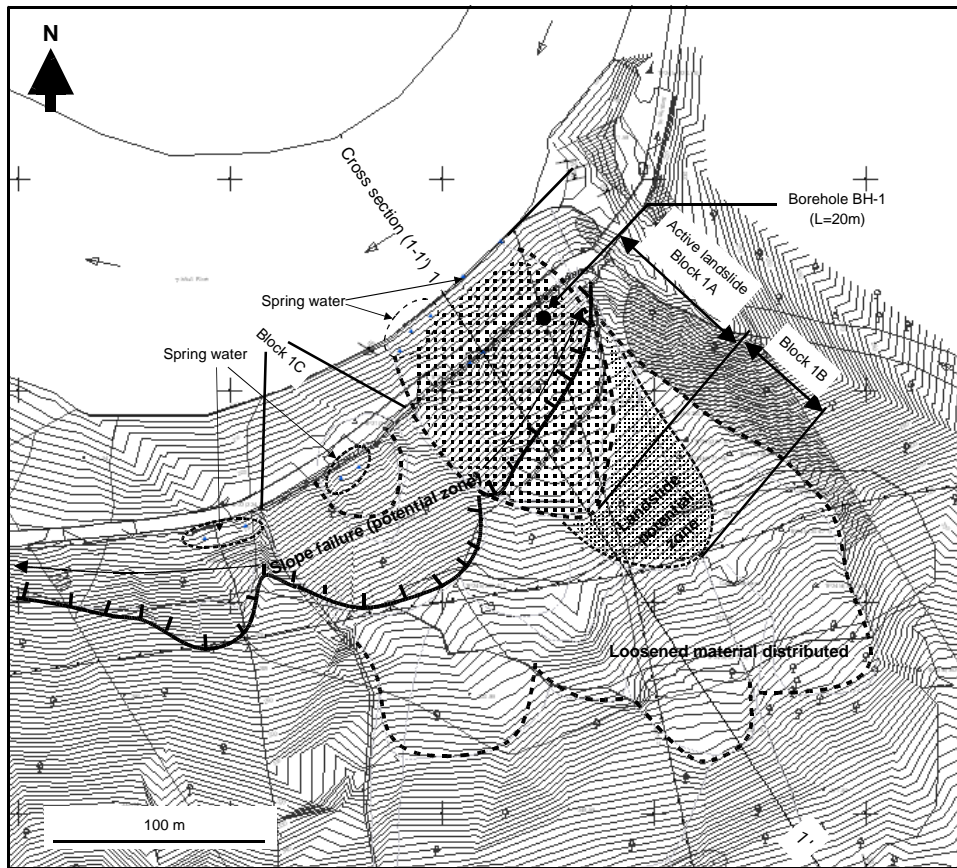 N
Cross section (1-1') 1
Borehole BH-1
(L=20m)
Active landslide
Block 1A
Block 1B
Spring water
Spring water
Block 1C
Slope failure (potential zone)
Landslide
potential
zone
Loosened material distributed
1'
100 m